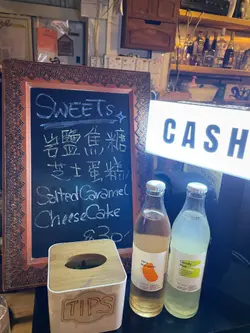 SWEETS
岩鹽焦糖
芝士蛋糕
Salted Caramel
CheeseCake
CASH
TIPS